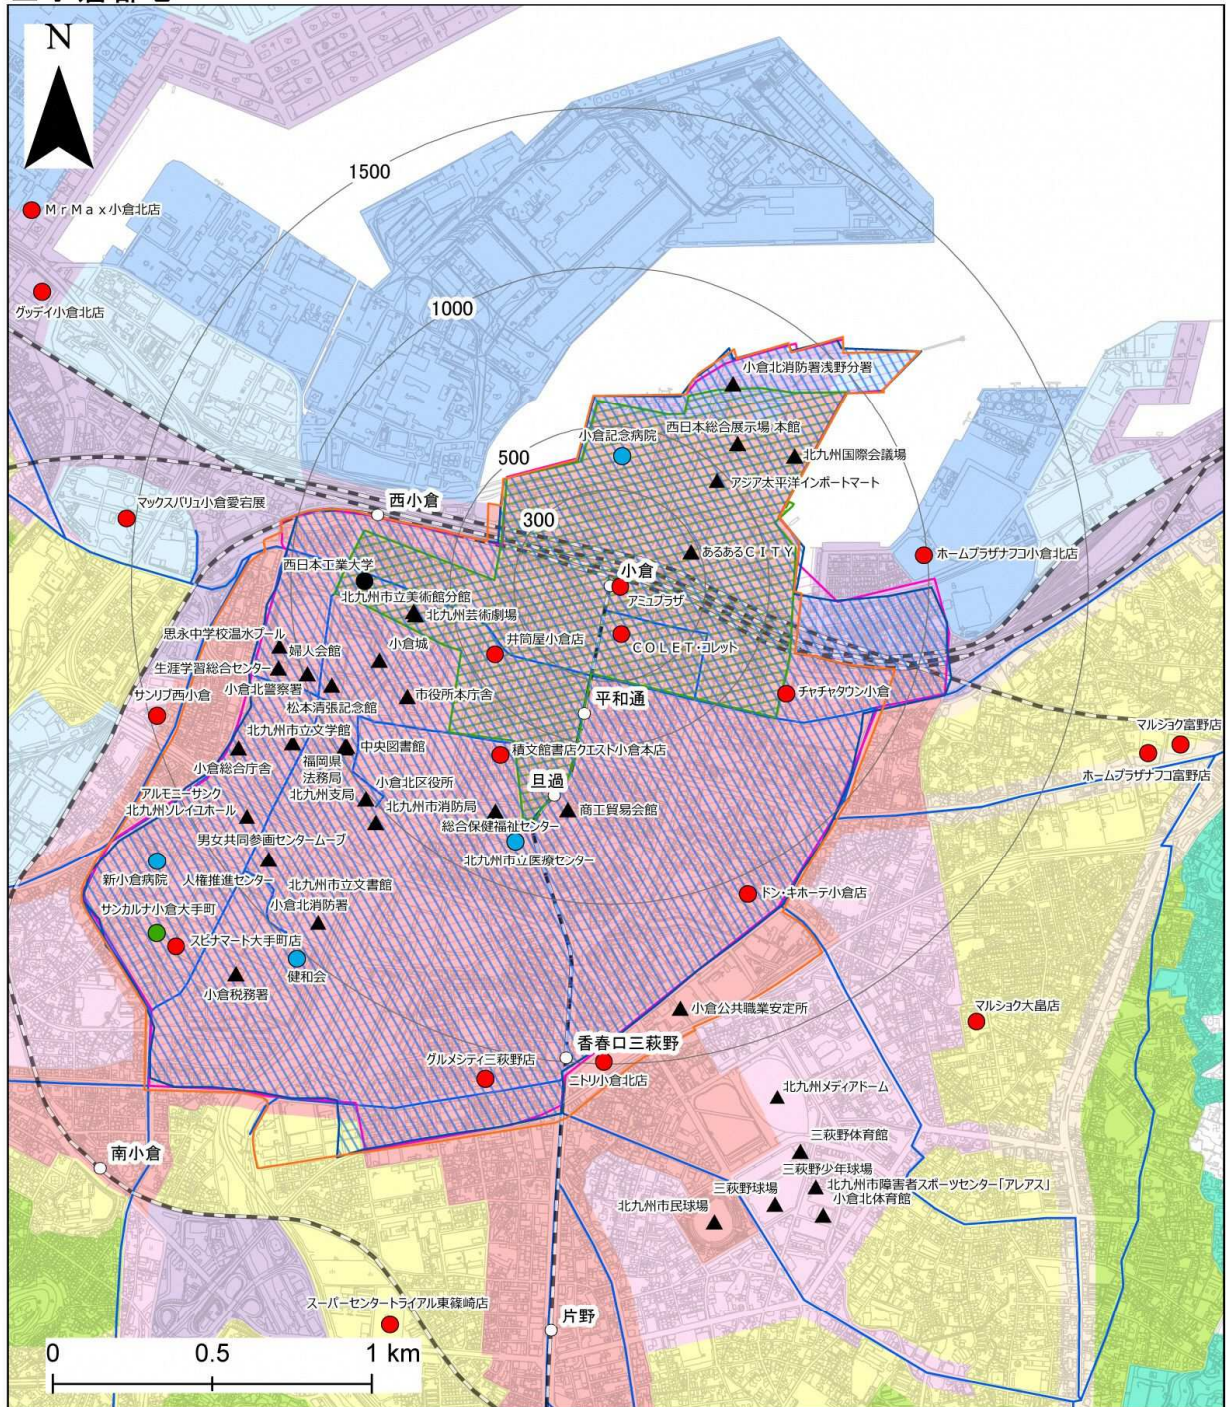 N
1500
ＭｒＭａｘ小倉北店
グッデイ小倉北店
1000
小倉北消防署浅野分署
西日本総合展示場 本館
小倉記念病院
北九州国際会議場
500
アジア太平洋インポートマート
マックスバリュ小倉愛宕展
西小倉
300
あるあるＣＩＴＹ
ホームプラザナフコ小倉北店
西日本工業大学
小倉
北九州市立美術館分館
アミュプラザ
北九州芸術劇場
思永中学校温水プール
小倉城
井筒屋小倉店
ＣＯＬＥＴ・コレット
婦人会館
生涯学習総合センター
小倉北警察署
市役所本庁舎
チャチャタウン小倉
サンリブ西小倉
松本清張記念館
平和通
マルショク富野店
北九州市立文学館
中央図書館
積文館書店クエスト小倉本店
小倉総合庁舎
福岡県
法務局
北九州支局
ホームプラザナフコ富野店
小倉北区役所
旦過
アルモニーサンク
北九州ソレイユホール
北九州市消防局
商工貿易会館
総合保健福祉センター
男女共同参画センタームーブ
北九州市立医療センター
新小倉病院
人権推進センター
北九州市立文書館
ドン・キホーテ小倉店
サンカルナ小倉大手町
小倉北消防署
スピナマート大手町店
健和会
小倉税務署
小倉公共職業安定所
マルショク大畠店
香春口三萩野
グルメシティ三萩野店
ニトリ小倉北店
北九州メディアドーム
三萩野体育館
南小倉
三萩野少年球場
北九州市障害者スポーツセンター「アレアス」
三萩野球場
小倉北体育館
北九州市民球場
スーパーセンタートライアル東篠崎店
片野
0 0.5 1 km